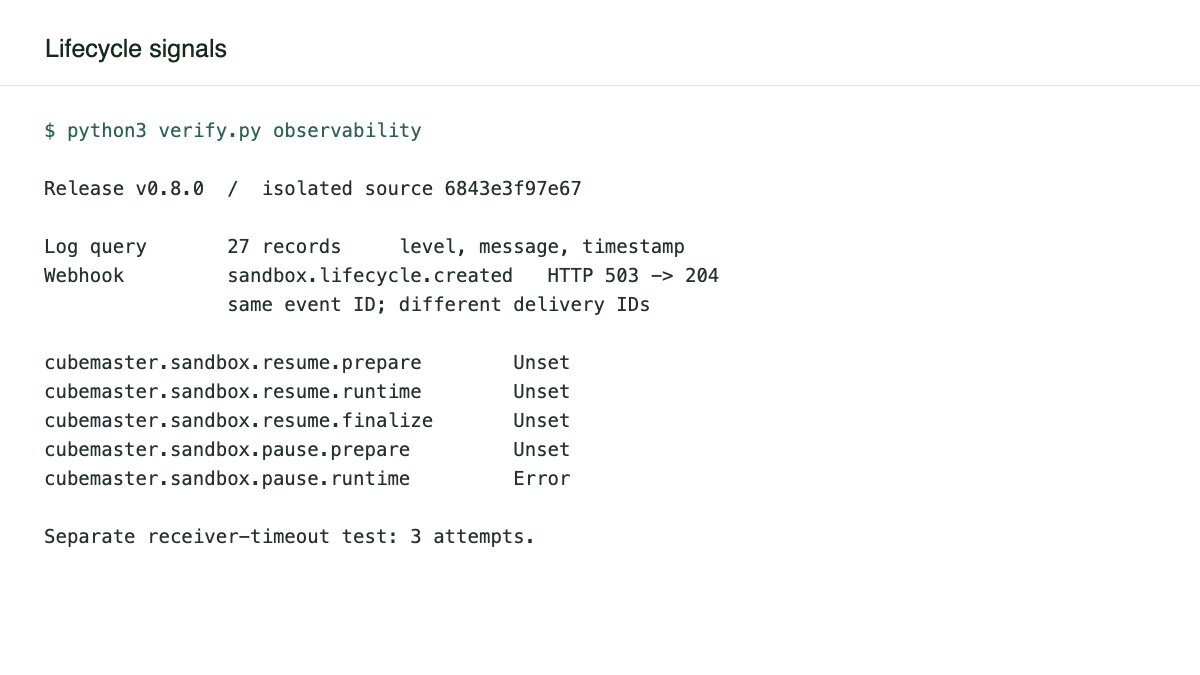 Lifecycle signals
$ python3 verify.py observability
Release v0.8.0 / isolated source 6843e3f97e67
Log query 27 records level, message, timestamp
Webhook sandbox.lifecycle.created HTTP 503 -> 204
same event ID; different delivery IDs
cubemaster.sandbox.resume.prepare Unset
cubemaster.sandbox.resume.runtime Unset
cubemaster.sandbox.resume.finalize Unset
cubemaster.sandbox.pause.prepare Unset
cubemaster.sandbox.pause.runtime Error
Separate receiver-timeout test: 3 attempts.